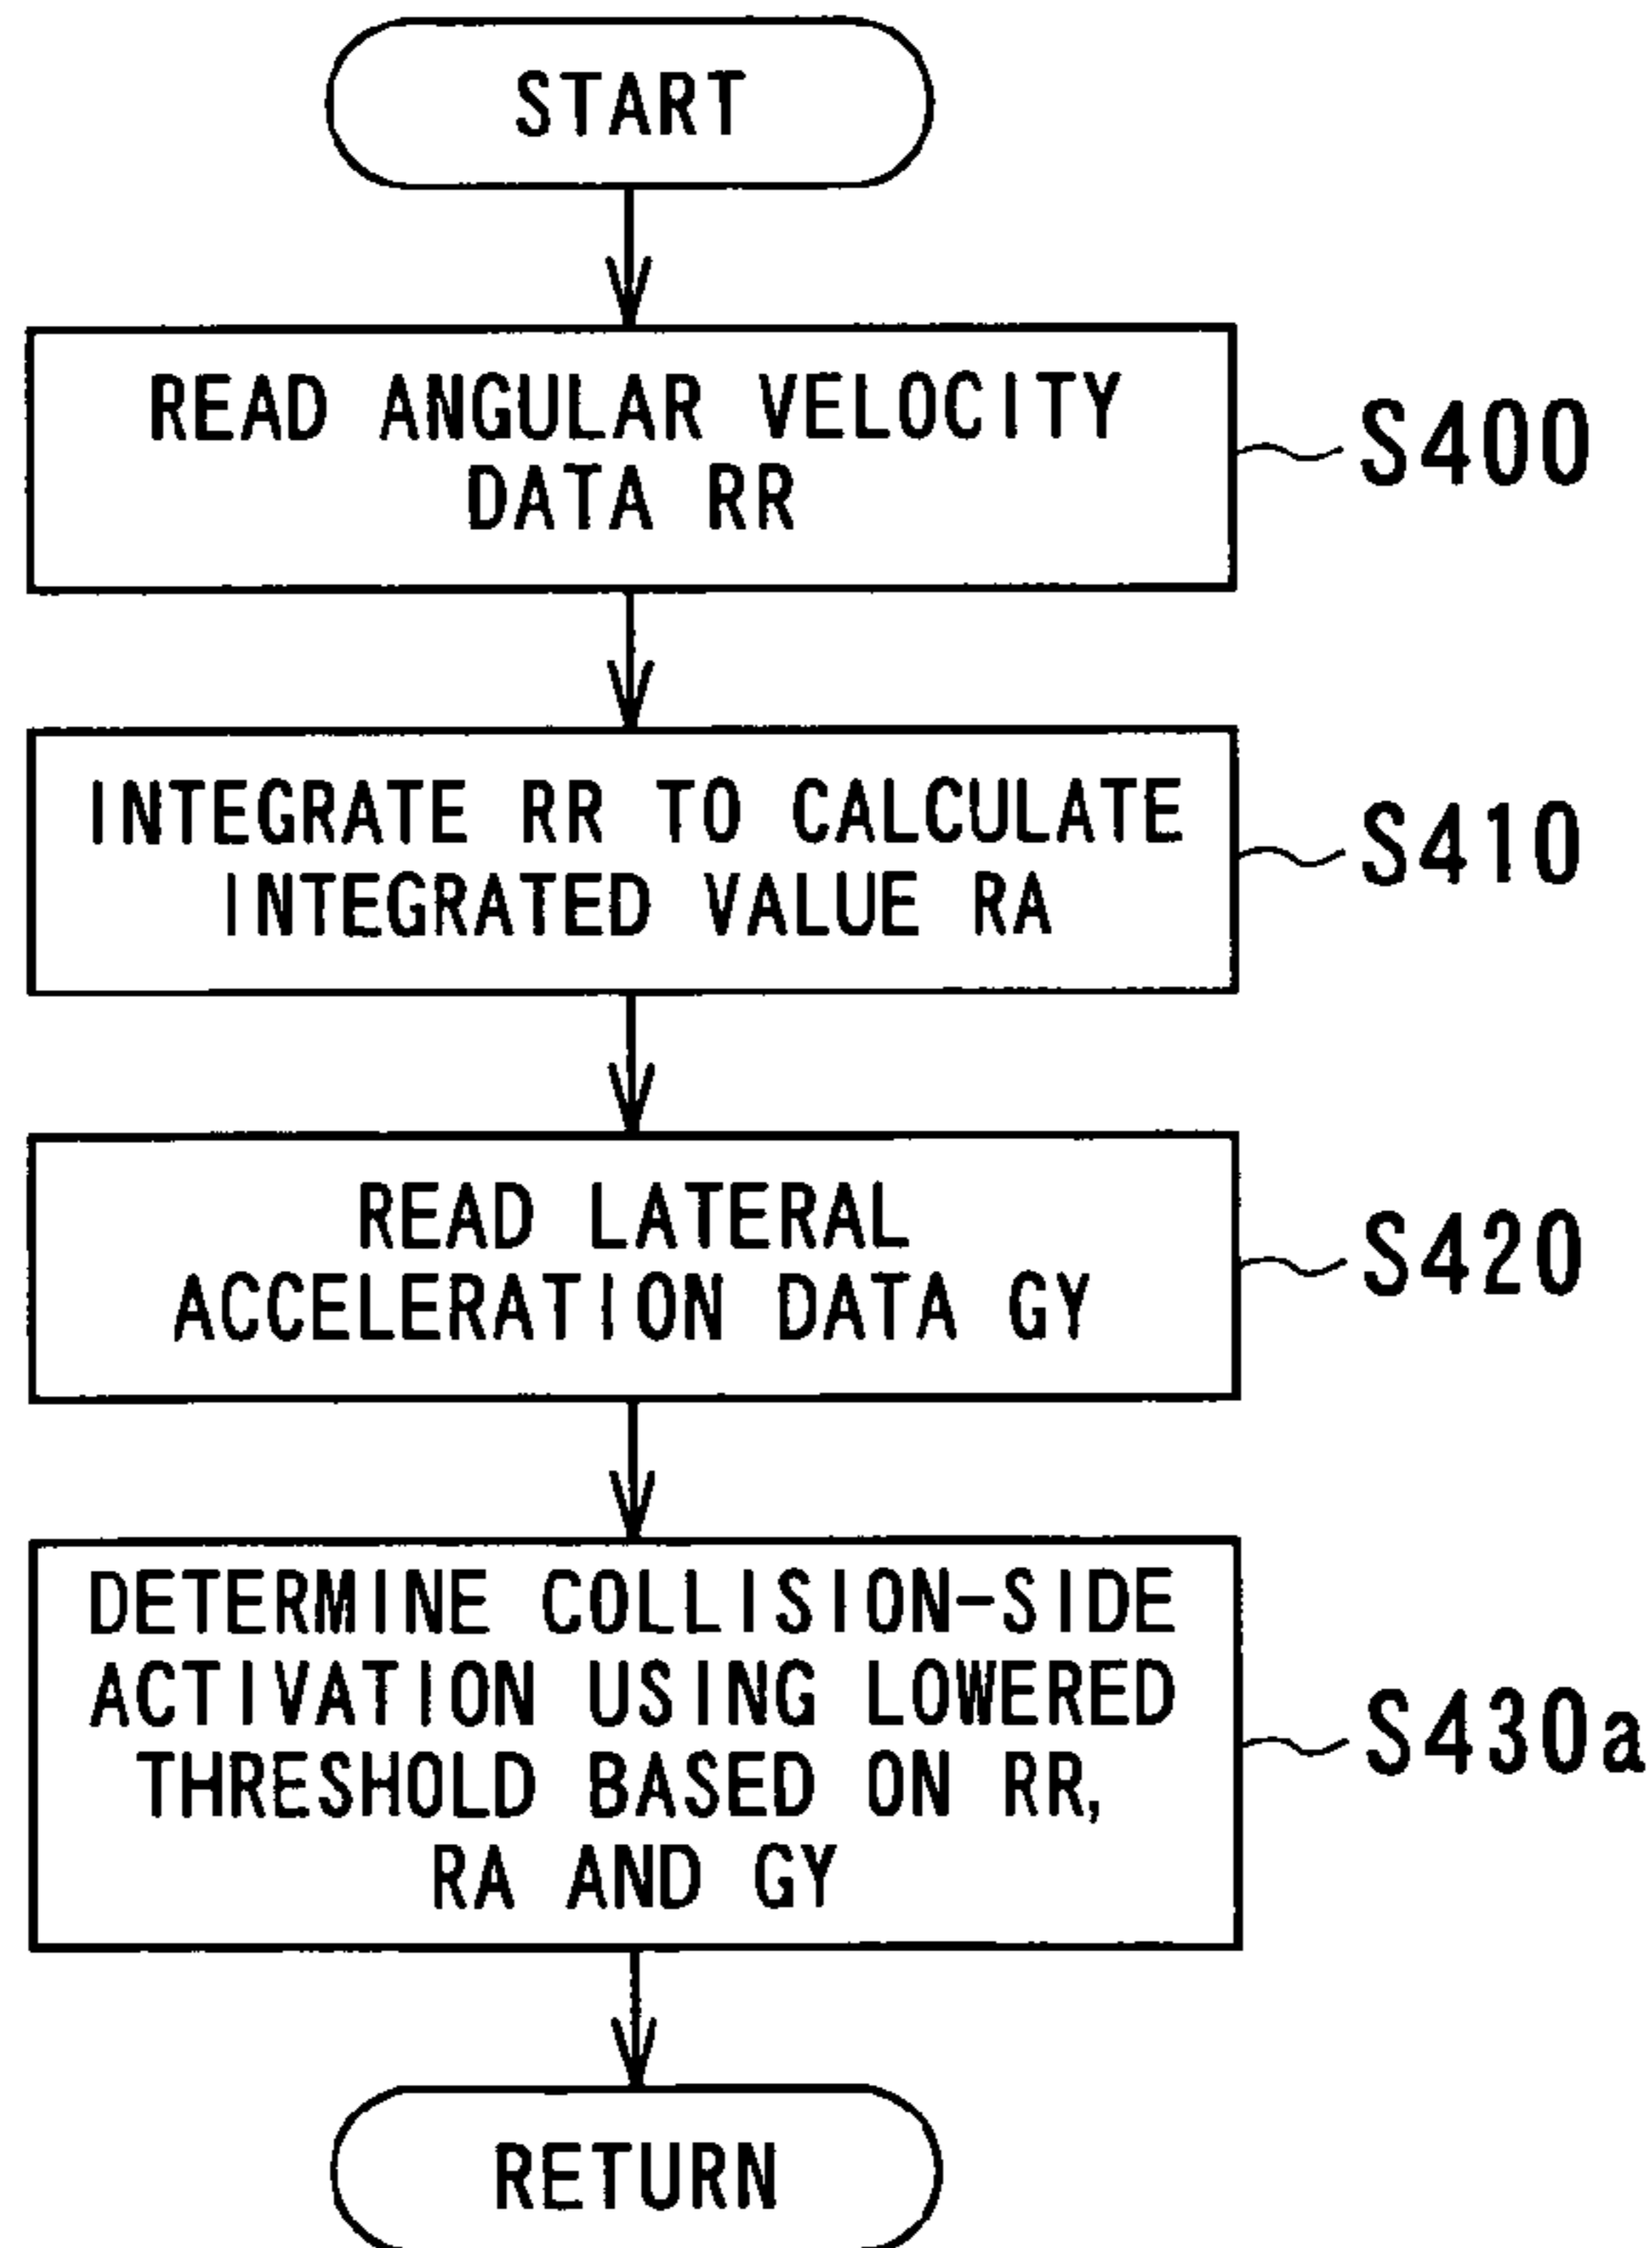 START
READ ANGULAR VELOCITY
DATA RR
S400
INTEGRATE RR TO CALCULATE
INTEGRATED VALUE RA
S410
READ LATERAL
ACCELERATION DATA GY
S420
DETERMINE COLLISION-SIDE
ACTIVATION USING LOWERED
THRESHOLD BASED ON RR,
RA AND GY
S430a
RETURN